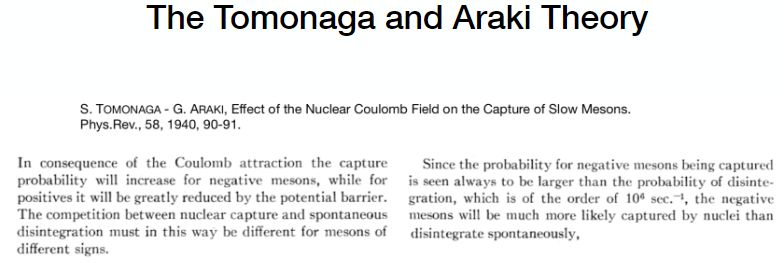 The Tomonaga and Araki Theory
S. TOMONAGA - G. ARAKI, Effect of the Nuclear Coulomb Field on the Capture of Slow Mesons.
Phys.Rev., 58, 1940, 90-91.
In consequence of the Coulomb attraction the capture
probability will increase for negative mesons, while for
positives it will be greatly reduced by the potential barrier.
The competition between nuclear capture and spontaneous
disintegration must in this way be different for mesons of
different signs.
Since the probability for negative mesons being captured
is seen always to be larger than the probability of disinte-
gration, which is of the order of 10⁶ sec.⁻¹, the negative
mesons will be much more likely captured by nuclei than
disintegrate spontaneously,